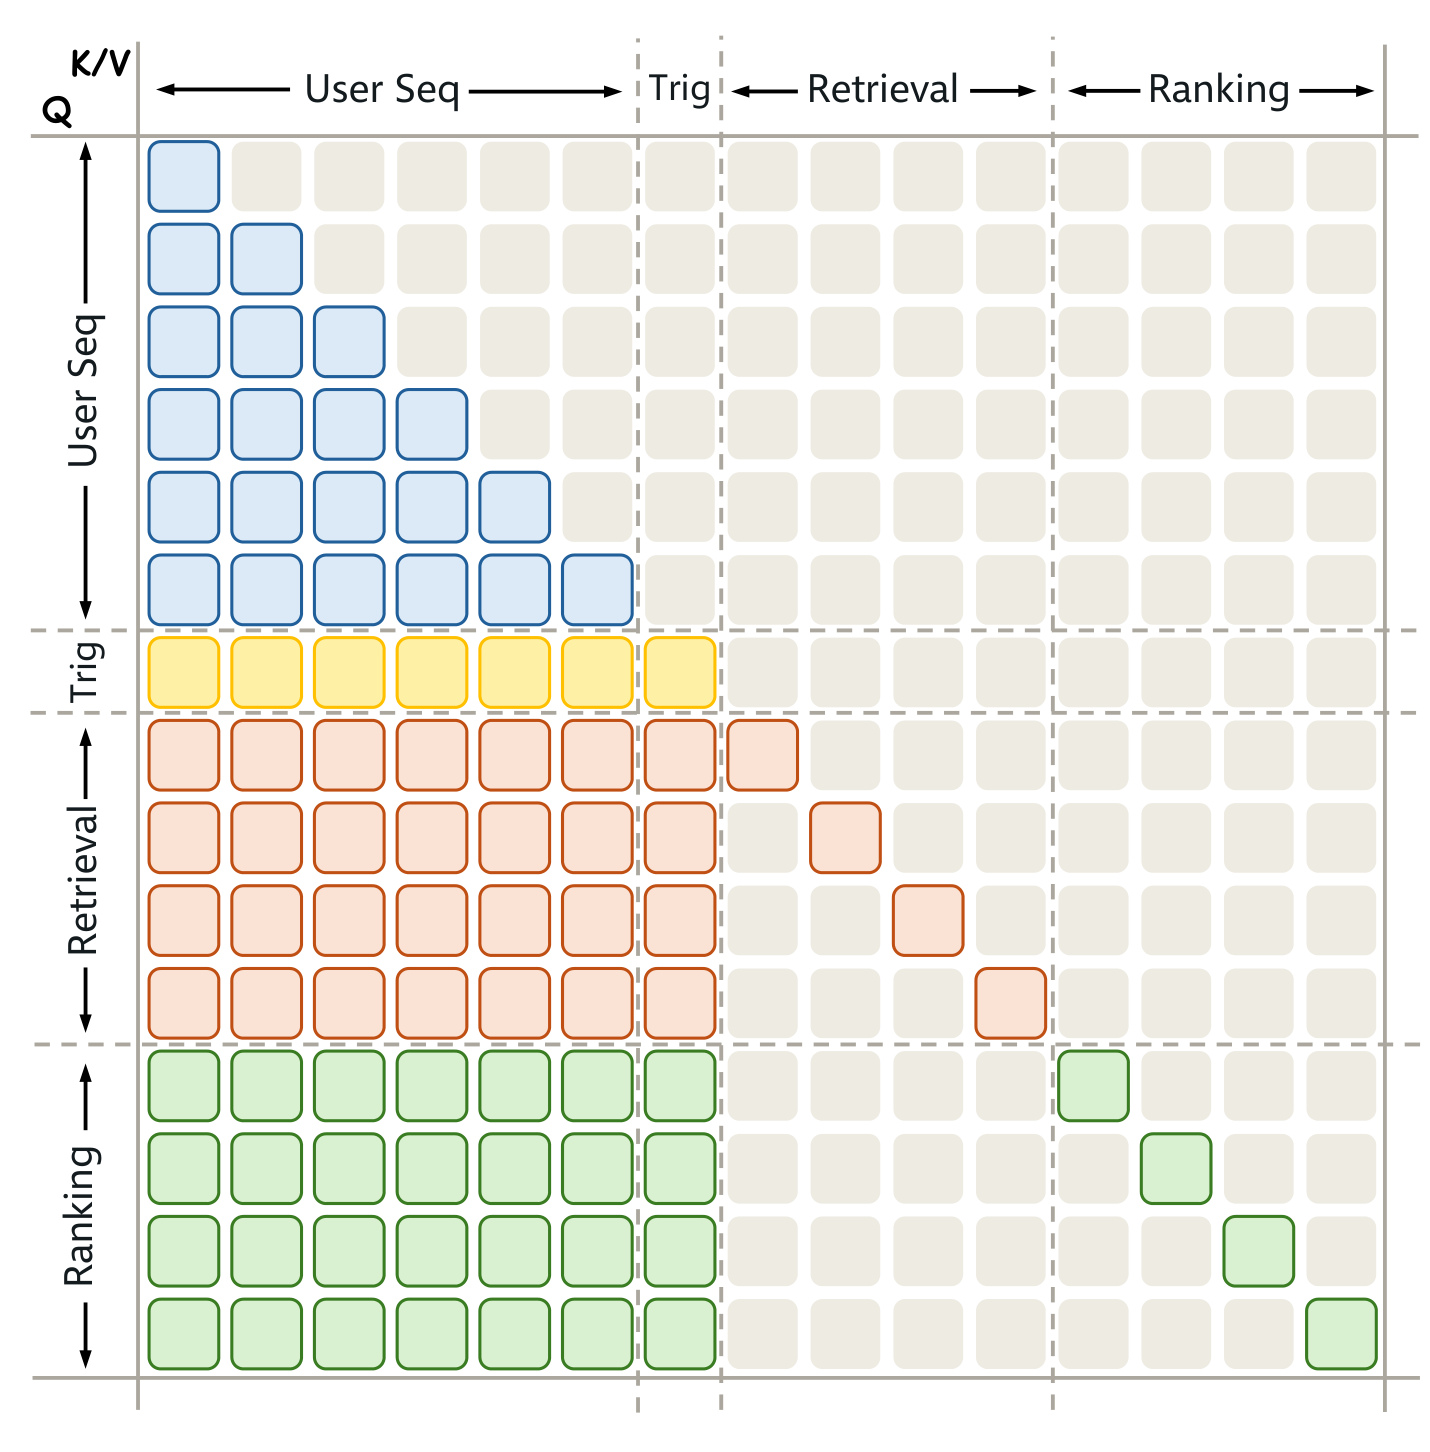 K/V
Q
User Seq
Trig
Retrieval
Ranking
User Seq
Trig
Retrieval
Ranking